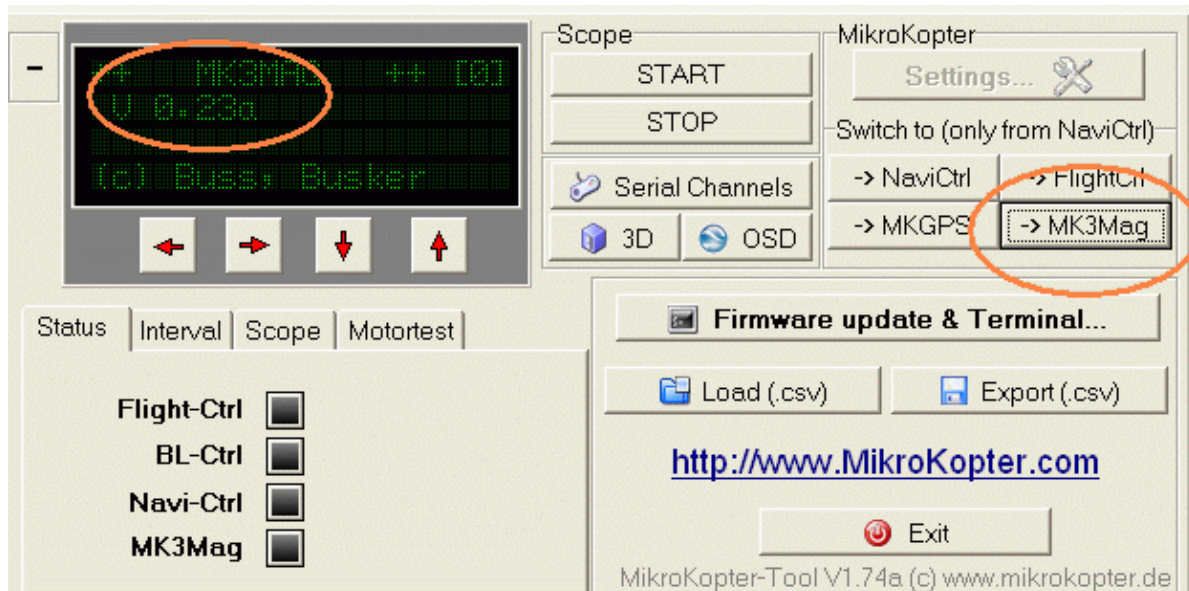 -
++ MK3MAG ++ [0]
V 0.23a
(c) Buss, Busker
Scope
START
STOP
Serial Channels
3D
OSD
MikroKopter
Settings...
Switch to (only from NaviCtrl)
-> NaviCtrl
-> FlightCtrl
-> MKGPS
-> MK3Mag
Status
Interval
Scope
Motortest
Flight-Ctrl
BL-Ctrl
Navi-Ctrl
MK3Mag
Firmware update & Terminal...
Load (.csv)
Export (.csv)
http://www.MikroKopter.com
Exit
MikroKopter-Tool V1.74a (c) www.mikrokopter.de